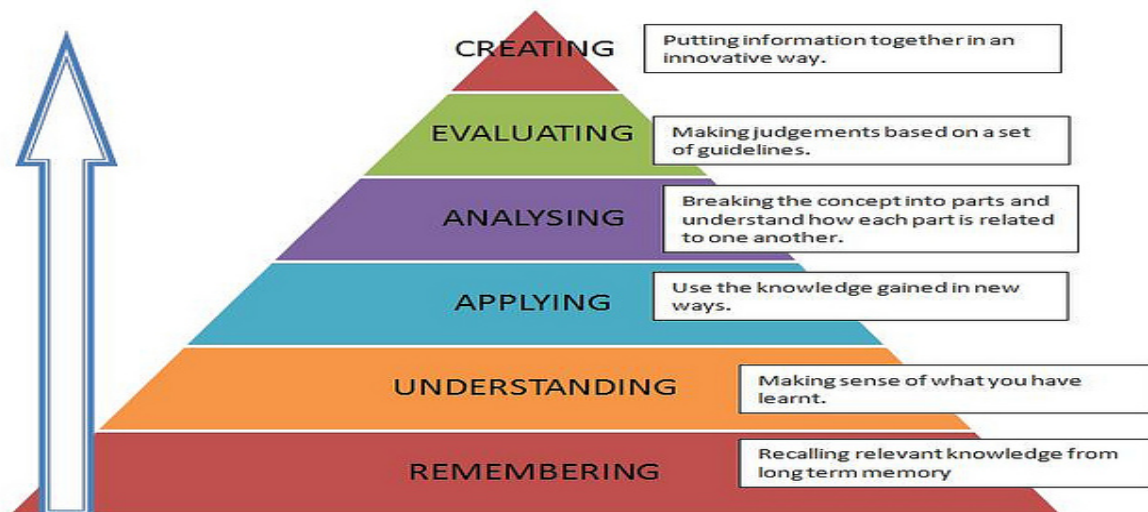 CREATING
Putting information together in an
innovative way.
EVALUATING
Making judgements based on a set
of guidelines.
ANALYSING
Breaking the concept into parts and
understand how each part is related
to one another.
APPLYING
Use the knowledge gained in new
ways.
UNDERSTANDING
Making sense of what you have
learnt.
REMEMBERING
Recalling relevant knowledge from
long term memory